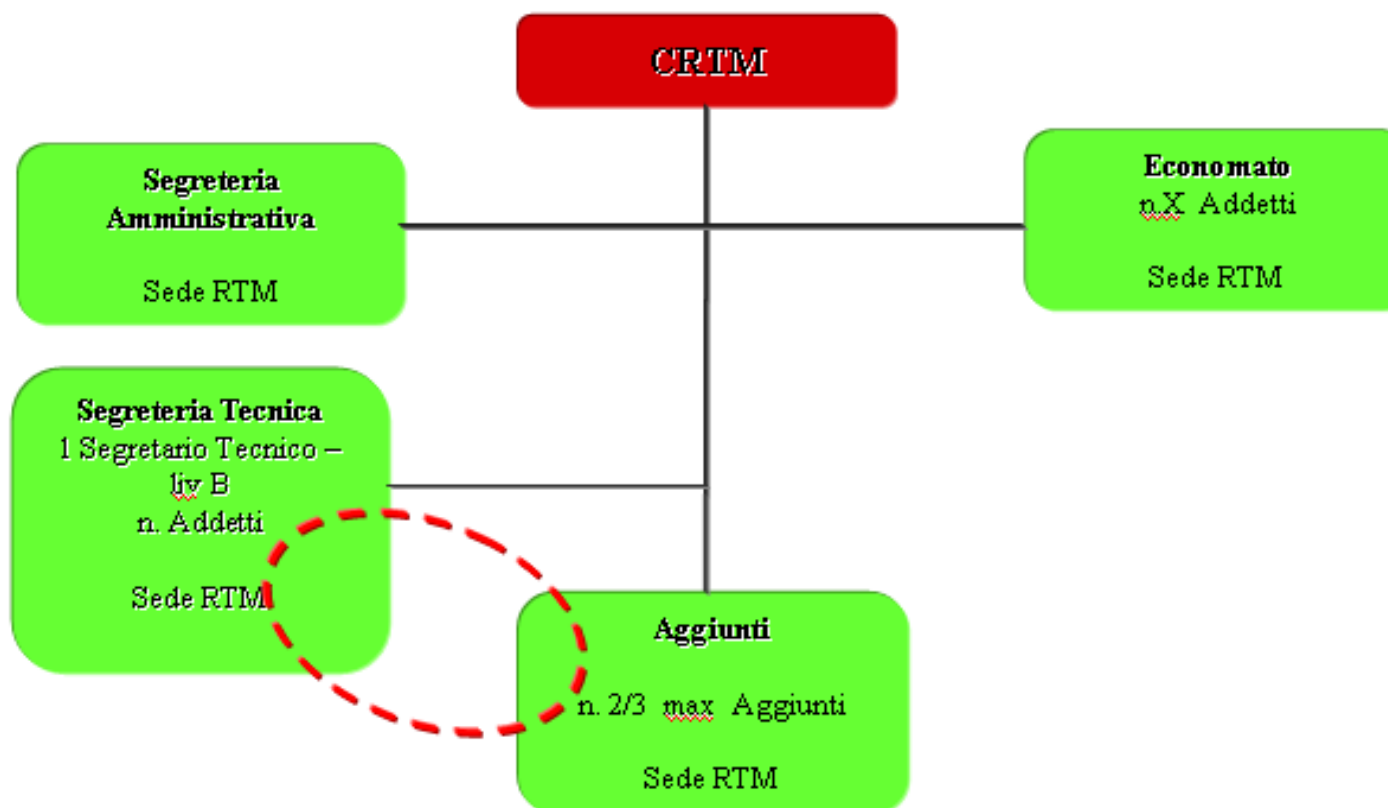 CRTM
Segreteria
Amministrativa
Sede RTM
Economato
n.X Addetti
Sede RTM
Segreteria Tecnica
1 Segretario Tecnico –
liv B
n. Addetti
Sede RTM
Aggiunti
n. 2/3 max Aggiunti
Sede RTM